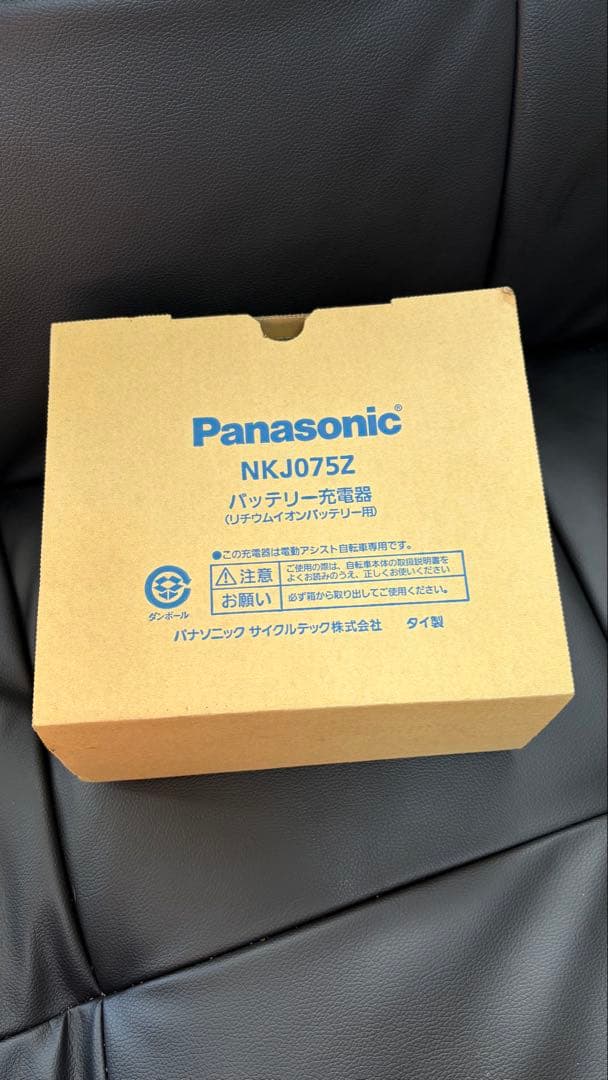 Panasonic®
NKJ075Z
バッテリー充電器
(リチウムイオンバッテリー用)
●この充電器は電動アシスト自転車専用です。
注意 ご使用の際は、自転車本体の取扱説明書を
よくお読みのうえ、正しくお使いください
お願い 必ず箱から取り出してご使用ください。
ダンボール
パナソニック サイクルテック株式会社 タイ製